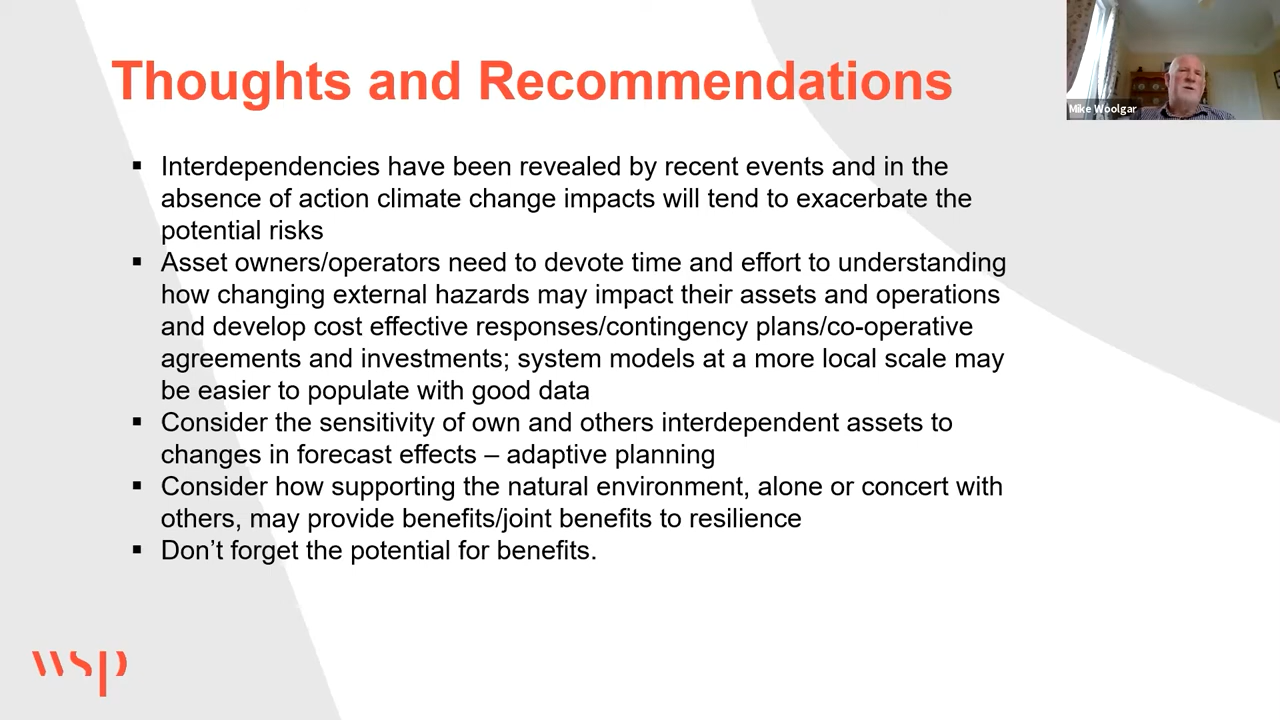 Thoughts and Recommendations
Mike Woolgar
▪ Interdependencies have been revealed by recent events and in the
absence of action climate change impacts will tend to exacerbate the
potential risks
▪ Asset owners/operators need to devote time and effort to understanding
how changing external hazards may impact their assets and operations
and develop cost effective responses/contingency plans/co-operative
agreements and investments; system models at a more local scale may
be easier to populate with good data
▪ Consider the sensitivity of own and others interdependent assets to
changes in forecast effects – adaptive planning
▪ Consider how supporting the natural environment, alone or concert with
others, may provide benefits/joint benefits to resilience
▪ Don’t forget the potential for benefits.
wsp